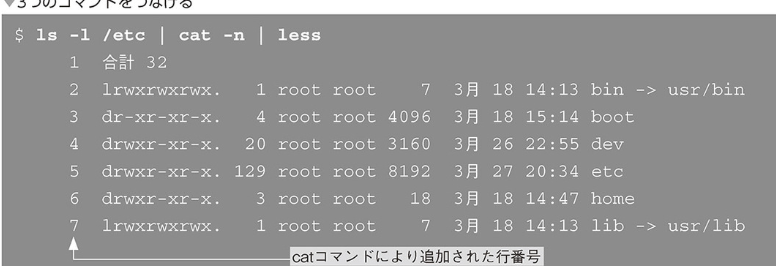 ▼3つのコマンドをつなげる
$ ls -l /etc | cat -n | less
1 合計 32
2 lrwxrwxrwx. 1 root root 7 3月 18 14:13 bin -> usr/bin
3 dr-xr-xr-x. 4 root root 4096 3月 18 15:14 boot
4 drwxr-xr-x. 20 root root 3160 3月 26 22:55 dev
5 drwxr-xr-x. 129 root root 8192 3月 27 20:34 etc
6 drwxr-xr-x. 3 root root 18 3月 18 14:47 home
7 lrwxrwxrwx. 1 root root 7 3月 18 14:13 lib -> usr/lib
catコマンドにより追加された行番号